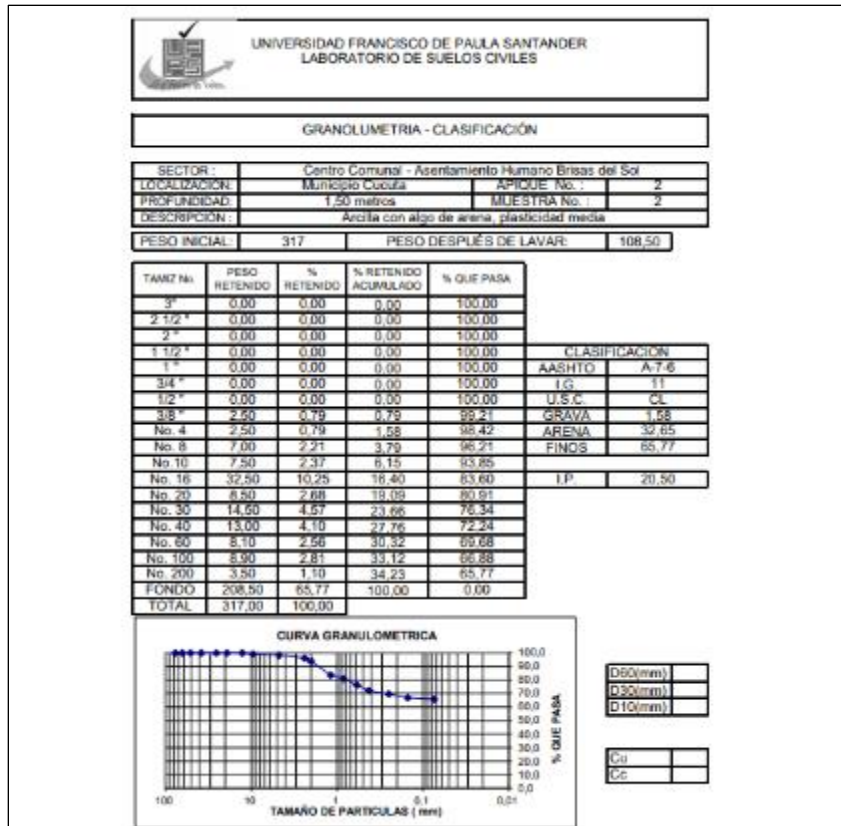 UNIVERSIDAD FRANCISCO DE PAULA SANTANDER
LABORATORIO DE SUELOS CIVILES
GRANOLUMETRIA - CLASIFICACIÓN
SECTOR : Centro Comunal - Asentamiento Humano Brisas del Sol
LOCALIZACIÓN: Municipio Cucuta APIQUE No. : 2
PROFUNDIDAD: 1,50 metros MUESTRA No. : 2
DESCRIPCIÓN : Arcilla con algo de arena, plasticidad media
PESO INICIAL: 317 PESO DESPUÉS DE LAVAR: 108,50
TAMIZ No. PESO RETENIDO % RETENIDO % RETENIDO ACUMULADO % QUE PASA
3" 0,00 0,00 0,00 100,00
2 1/2 " 0,00 0,00 0,00 100,00
2 " 0,00 0,00 0,00 100,00
1 1/2 " 0,00 0,00 0,00 100,00 CLASIFICACION
1 " 0,00 0,00 0,00 100,00 AASHTO A-7-6
3/4 " 0,00 0,00 0,00 100,00 I.G. 11
1/2 " 0,00 0,00 0,00 100,00 U.S.C. CL
3/8 " 2,50 0,79 0,79 99,21 GRAVA 1,58
No. 4 2,50 0,79 1,58 98,42 ARENA 32,65
No. 8 7,00 2,21 3,79 96,21 FINOS 65,77
No.10 7,50 2,37 6,15 93,85
No. 16 32,50 10,25 16,40 83,60 I.P. 20,50
No. 20 8,50 2,68 19,09 80,91
No. 30 14,50 4,57 23,66 76,34
No. 40 13,00 4,10 27,76 72,24
No. 60 8,10 2,56 30,32 69,68
No. 100 8,90 2,81 33,12 66,88
No. 200 3,50 1,10 34,23 65,77
FONDO 208,50 65,77 100,00 0,00
TOTAL 317,00 100,00
CURVA GRANULOMETRICA
100,0
90,0
80,0
70,0
60,0
50,0
40,0
30,0
20,0
10,0
0,0
% QUE PASA
100 10 1 0,1 0,01
TAMAÑO DE PARTICULAS ( mm)
D60(mm)
D30(mm)
D10(mm)
Cu
Cc